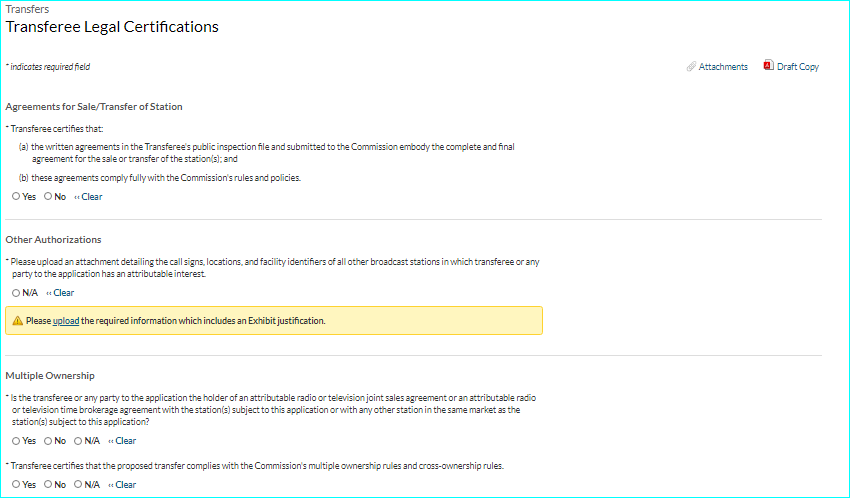 Transfers
Transferee Legal Certifications
* indicates required field
Attachments Draft Copy
Agreements for Sale/Transfer of Station
* Transferee certifies that:
(a) the written agreements in the Transferee's public inspection file and submitted to the Commission embody the complete and final
agreement for the sale or transfer of the station(s); and
(b) these agreements comply fully with the Commission's rules and policies.
Yes No ‹‹ Clear
Other Authorizations
* Please upload an attachment detailing the call signs, locations, and facility identifiers of all other broadcast stations in which transferee or any
party to the application has an attributable interest.
N/A ‹‹ Clear
Please upload the required information which includes an Exhibit justification.
Multiple Ownership
* Is the transferee or any party to the application the holder of an attributable radio or television joint sales agreement or an attributable radio
or television time brokerage agreement with the station(s) subject to this application or with any other station in the same market as the
station(s) subject to this application?
Yes No N/A ‹‹ Clear
* Transferee certifies that the proposed transfer complies with the Commission's multiple ownership rules and cross-ownership rules.
Yes No N/A ‹‹ Clear